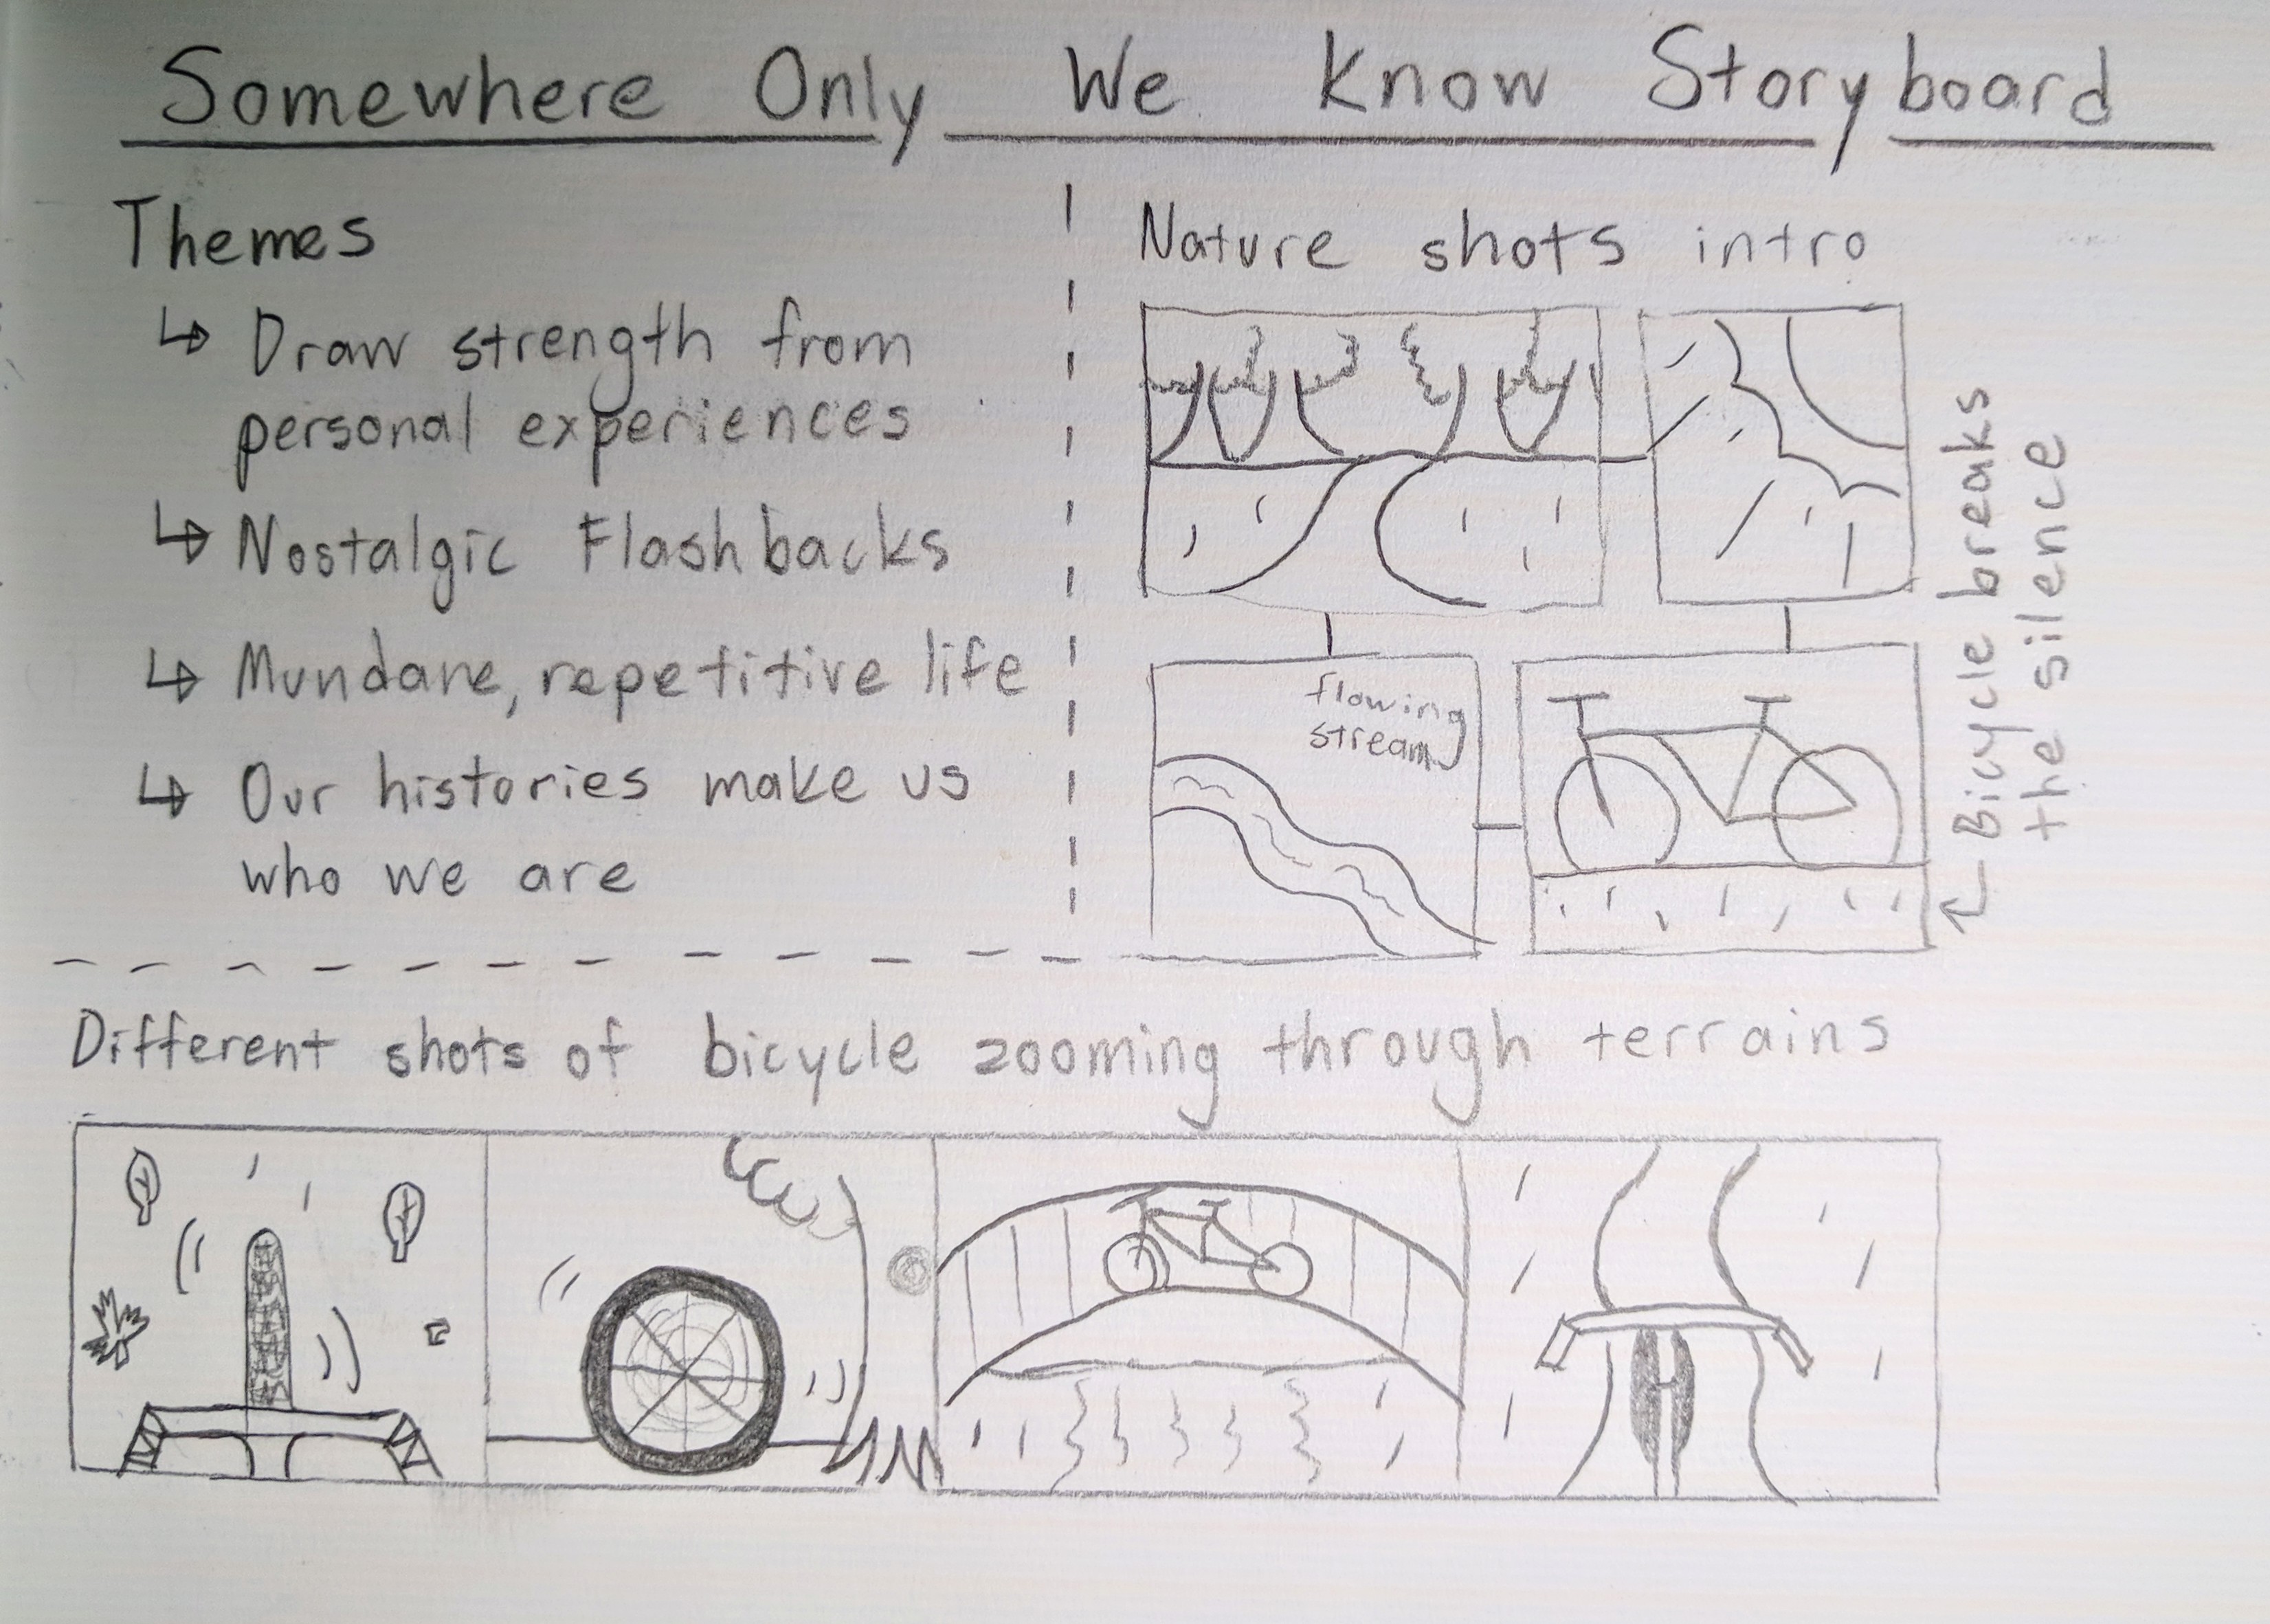 Somewhere Only We Know Storyboard
Themes
↳ Draw strength from
personal experiences
↳ Nostalgic Flashbacks
↳ Mundane, repetitive life
↳ Our histories make us
who we are
Nature shots intro
flowing
stream
Bicycle breaks
the silence
Different shots of bicycle zooming through terrains